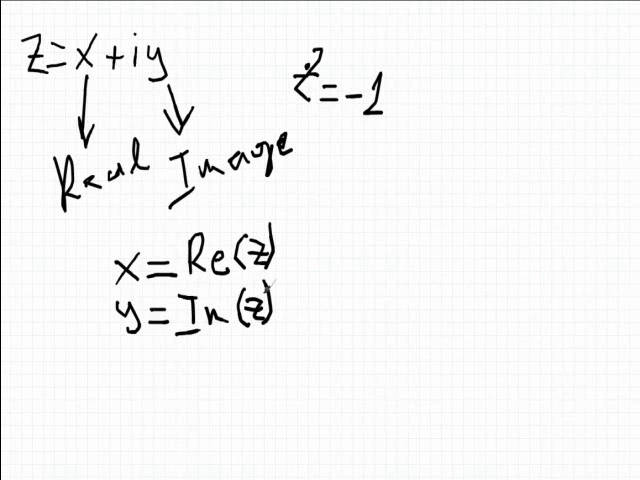 z=x+iy
i²=-1
Real Image
x=Re(z)
y=Im(z)